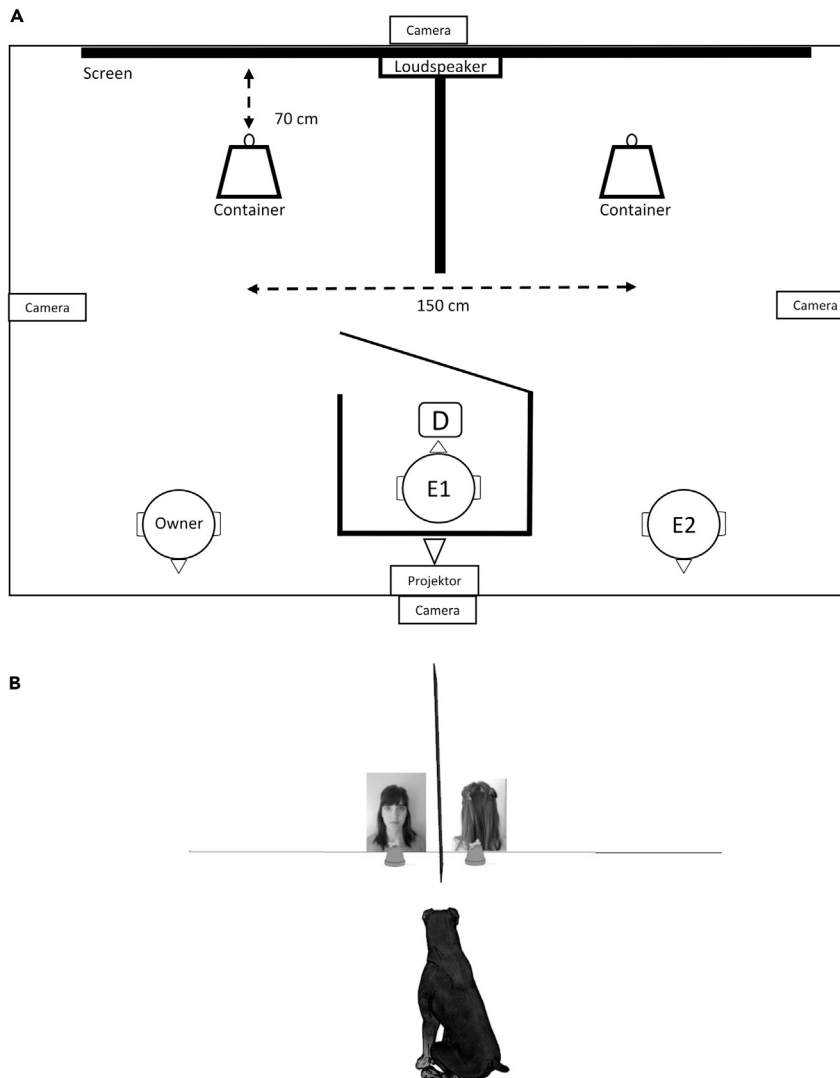 A
Camera
Screen
Loudspeaker
70 cm
Container
Container
Camera
150 cm
Camera
D
E1
Owner
E2
Projektor
Camera
B